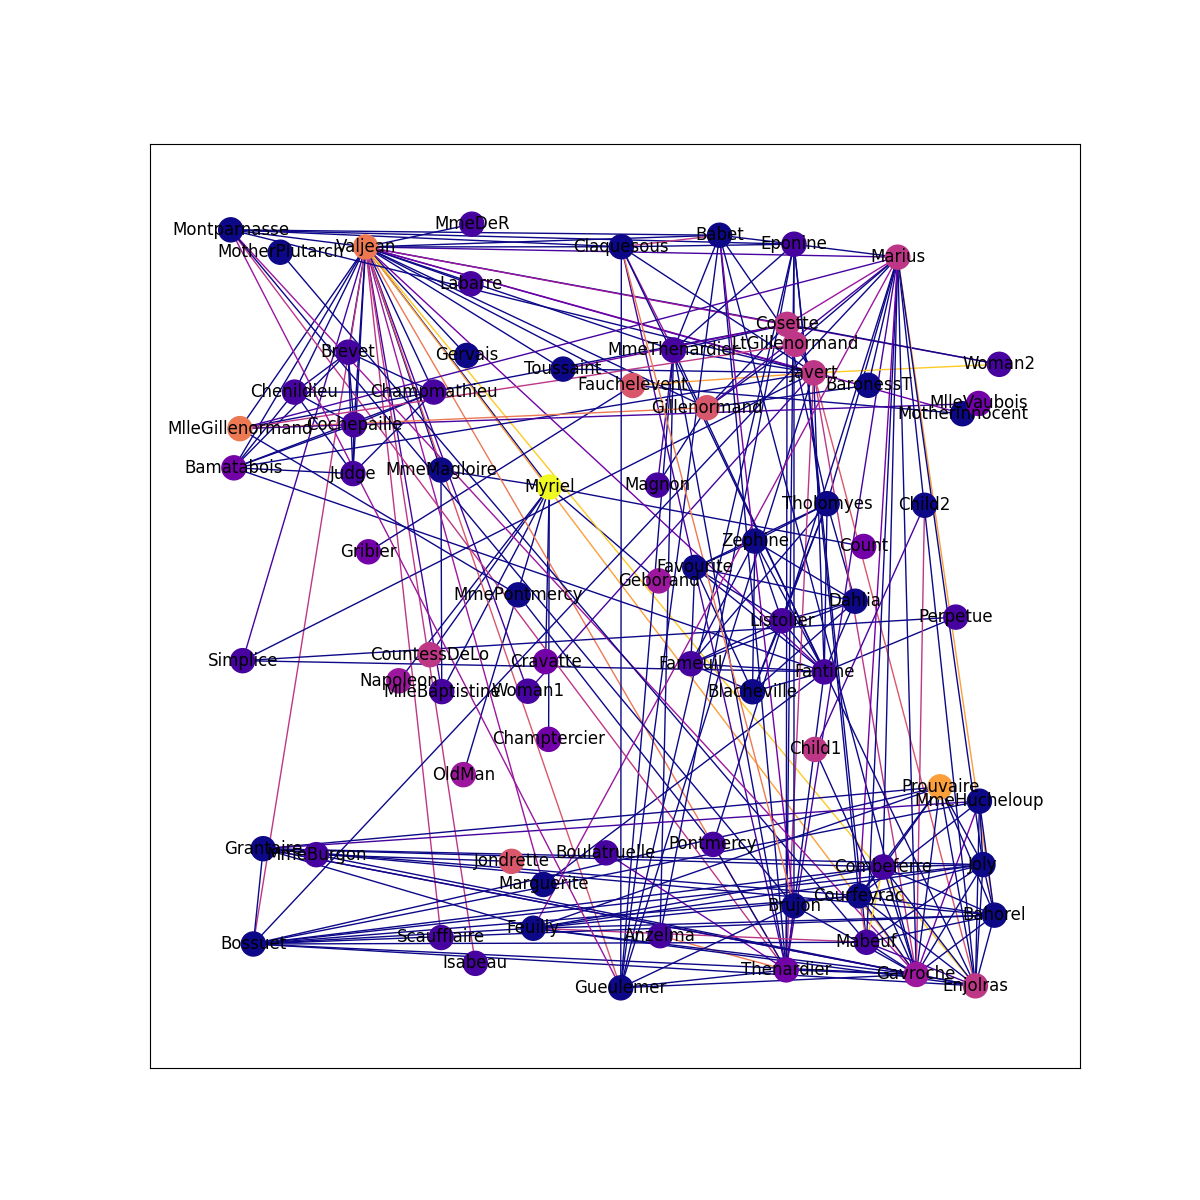 MmeDeR
Montparnasse
MotherPlutarch
Valjean
Claquesous
Babet
Eponine
Marius
Labarre
Cosette
LtGillenormand
Brevet
Gervais
MmeThenardier
Toussaint
Woman2
Javert
Chenildieu
Champmathieu
Fauchelevent
BaronessT
MlleVaubois
Gillenormand
MotherInnocent
MlleGillenormand
Cochepaille
Bamatabois
Judge
MmeMagloire
Myriel
Magnon
Tholomyes
Child2
Zephine
Count
Gribier
Favourite
Geborand
MmePontmercy
Dahlia
Listolier
Perpetue
Simplice
CountessDeLo
Cravatte
Fameuil
Fantine
Napoleon
MlleBaptistine
Woman1
Blacheville
Champtercier
Child1
OldMan
Prouvaire
MmeHucheloup
Grantaire
MmeBurgon
Jondrette
Boulatruelle
Pontmercy
Combeferre
Joly
Marguerite
Courfeyrac
Brujon
Bahorel
Feuilly
Bossuet
Scaufflaire
Anzelma
Mabeuf
Isabeau
Thenardier
Gavroche
Gueulemer
Enjolras